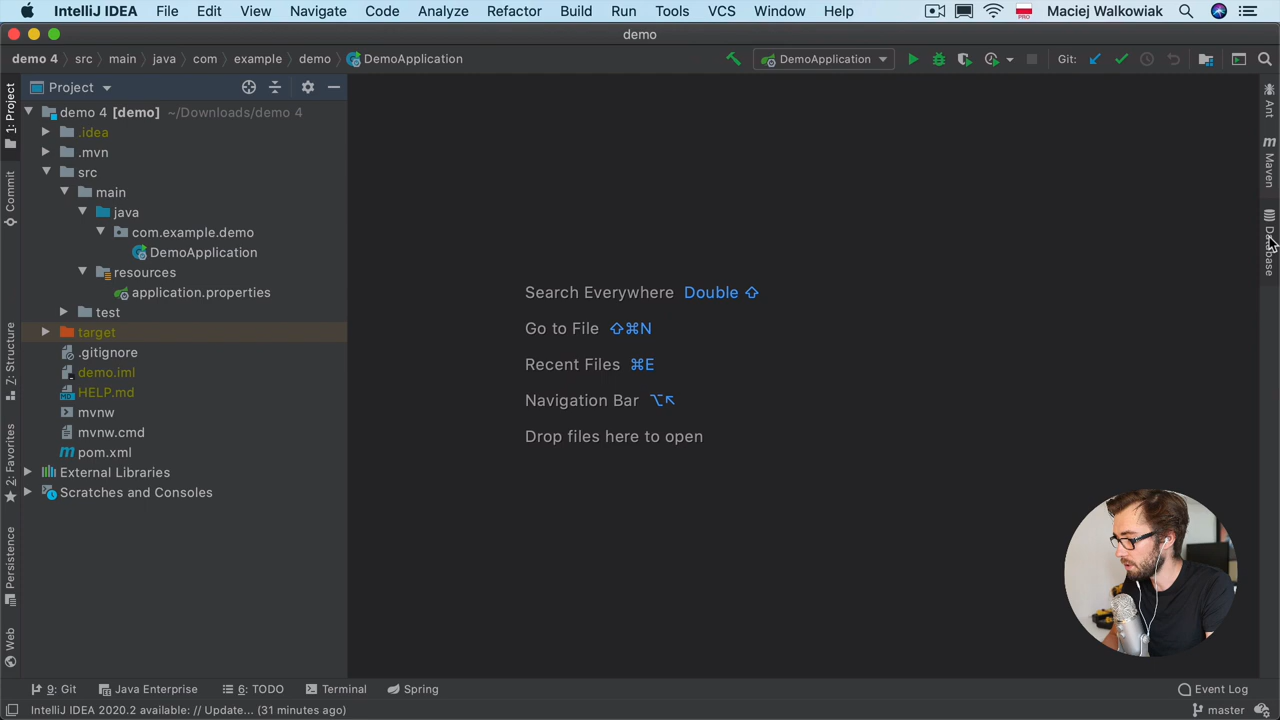 IntelliJ IDEA File Edit View Navigate Code Analyze Refactor Build Run Tools VCS Window Help PRO Maciej Walkowiak
demo
demo 4 src main java com example demo DemoApplication DemoApplication Git:
Project
demo 4 [demo] ~/Downloads/demo 4
.idea
.mvn
src
main
java
com.example.demo
DemoApplication
resources
application.properties
test
target
.gitignore
demo.iml
HELP.md
mvnw
mvnw.cmd
pom.xml
External Libraries
Scratches and Consoles
1: Project
Commit
Z: Structure
2: Favorites
Persistence
Web
Search Everywhere Double ⇧
Go to File ⇧⌘N
Recent Files ⌘E
Navigation Bar ⌥↖
Drop files here to open
Ant
m Maven
Database
9: Git Java Enterprise 6: TODO Terminal Spring Event Log
IntelliJ IDEA 2020.2 available: // Update... (31 minutes ago) master